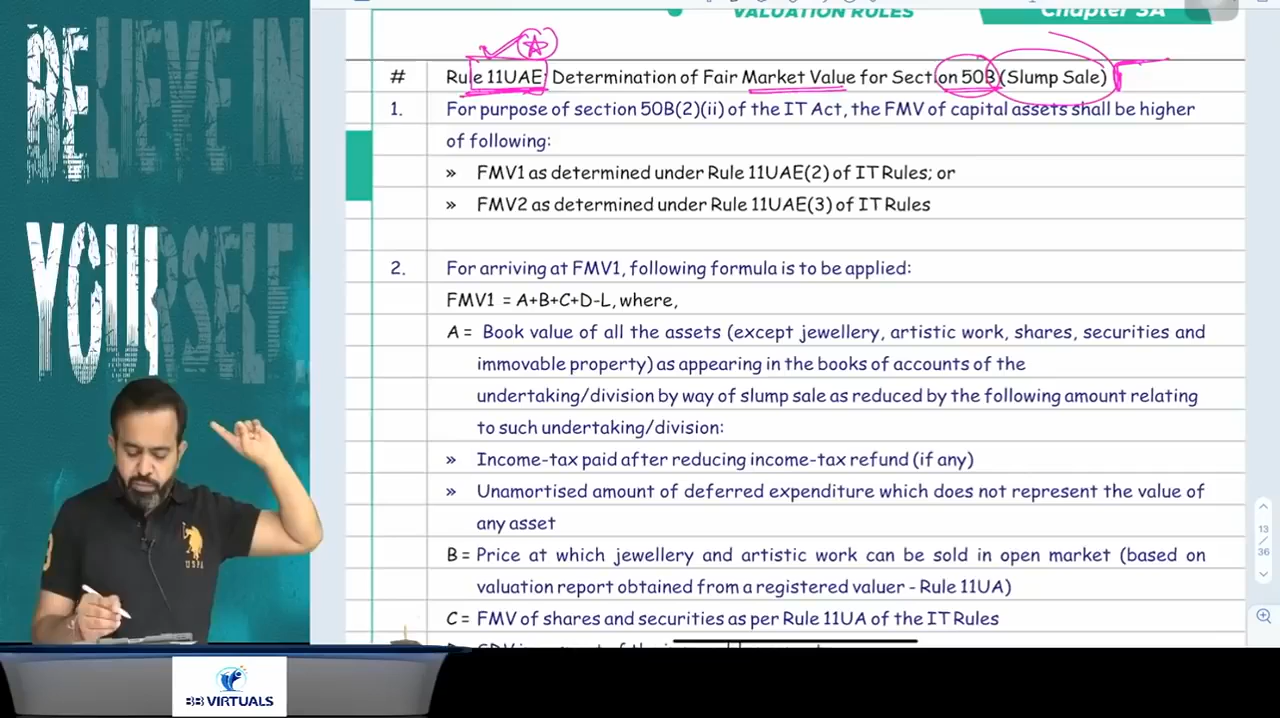 BELIEVE IN
YOURSELF
VALUATION RULES
Chapter 3A
# Rule 11UAE: Determination of Fair Market Value for Section 50B (Slump Sale)
1. For purpose of section 50B(2)(ii) of the IT Act, the FMV of capital assets shall be higher
of following:
» FMV1 as determined under Rule 11UAE(2) of IT Rules; or
» FMV2 as determined under Rule 11UAE(3) of IT Rules
2. For arriving at FMV1, following formula is to be applied:
FMV1 = A+B+C+D-L, where,
A = Book value of all the assets (except jewellery, artistic work, shares, securities and
immovable property) as appearing in the books of accounts of the
undertaking/division by way of slump sale as reduced by the following amount relating
to such undertaking/division:
» Income-tax paid after reducing income-tax refund (if any)
» Unamortised amount of deferred expenditure which does not represent the value of
any asset
B = Price at which jewellery and artistic work can be sold in open market (based on
valuation report obtained from a registered valuer - Rule 11UA)
C = FMV of shares and securities as per Rule 11UA of the IT Rules
13
/
36
3
USPA
BB VIRTUALS